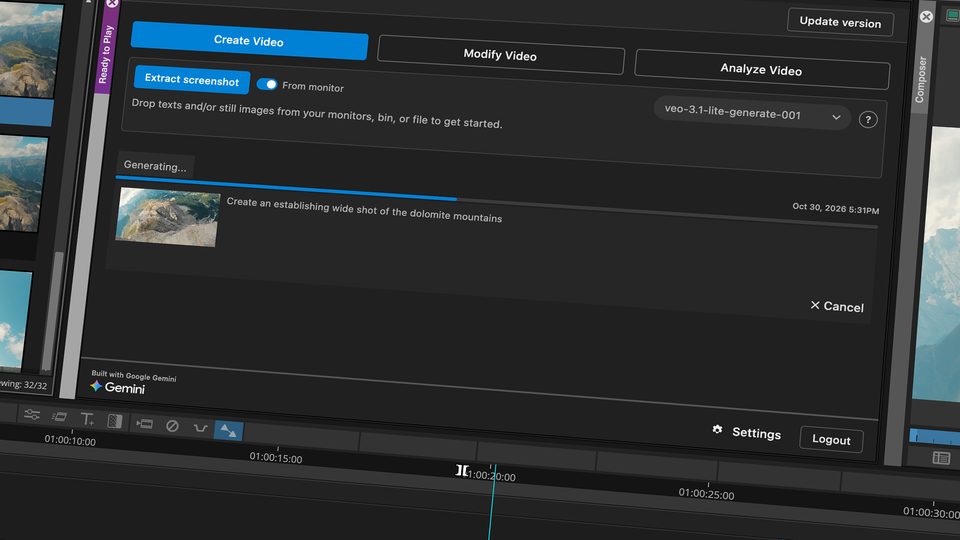 Update version
Ready to Play
Create Video
Modify Video
Analyze Video
Composer
Extract screenshot
From monitor
veo-3.1-lite-generate-001
?
Drop texts and/or still images from your monitors, bin, or file to get started.
Generating...
Oct 30, 2026 5:31PM
Create an establishing wide shot of the dolomite mountains
Cancel
Built with Google Gemini
Gemini
ewing: 32/32
Settings
Logout
01:00:10:00
01:00:15:00
01:00:20:00
01:00:25:00
01:00:30:00